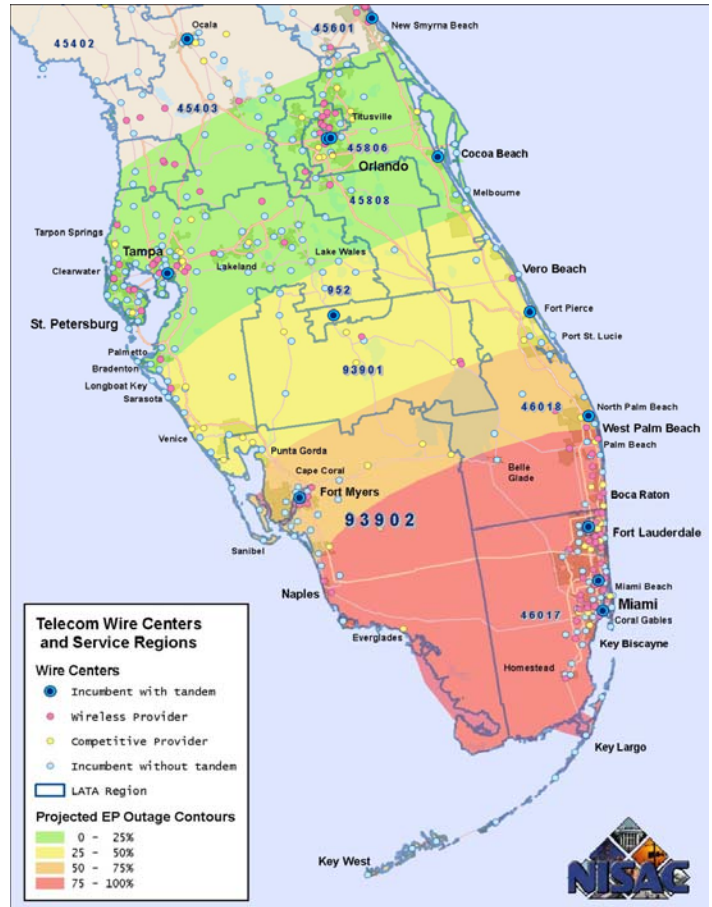 Ocala
New Smyrna Beach
45402
45601
45403
Titusville
45806
Orlando
Cocoa Beach
45808
Melbourne
Tarpon Springs
Tampa
Lake Wales
Clearwater
Lakeland
Vero Beach
952
St. Petersburg
Fort Pierce
Port St. Lucie
Palmetto
Bradenton
93901
Longboat Key
Sarasota
46018
North Palm Beach
West Palm Beach
Venice
Punta Gorda
Palm Beach
Cape Coral
Belle
Glade
Fort Myers
Boca Raton
93902
Fort Lauderdale
Sanibel
Naples
Miami Beach
Miami
46017
Coral Gables
Everglades
Key Biscayne
Homestead
Key Largo
Key West
Telecom Wire Centers
and Service Regions
Wire Centers
Incumbent with tandem
Wireless Provider
Competitive Provider
Incumbent without tandem
LATA Region
Projected EP Outage Contours
0 - 25%
25 - 50%
50 - 75%
75 - 100%
NISAC